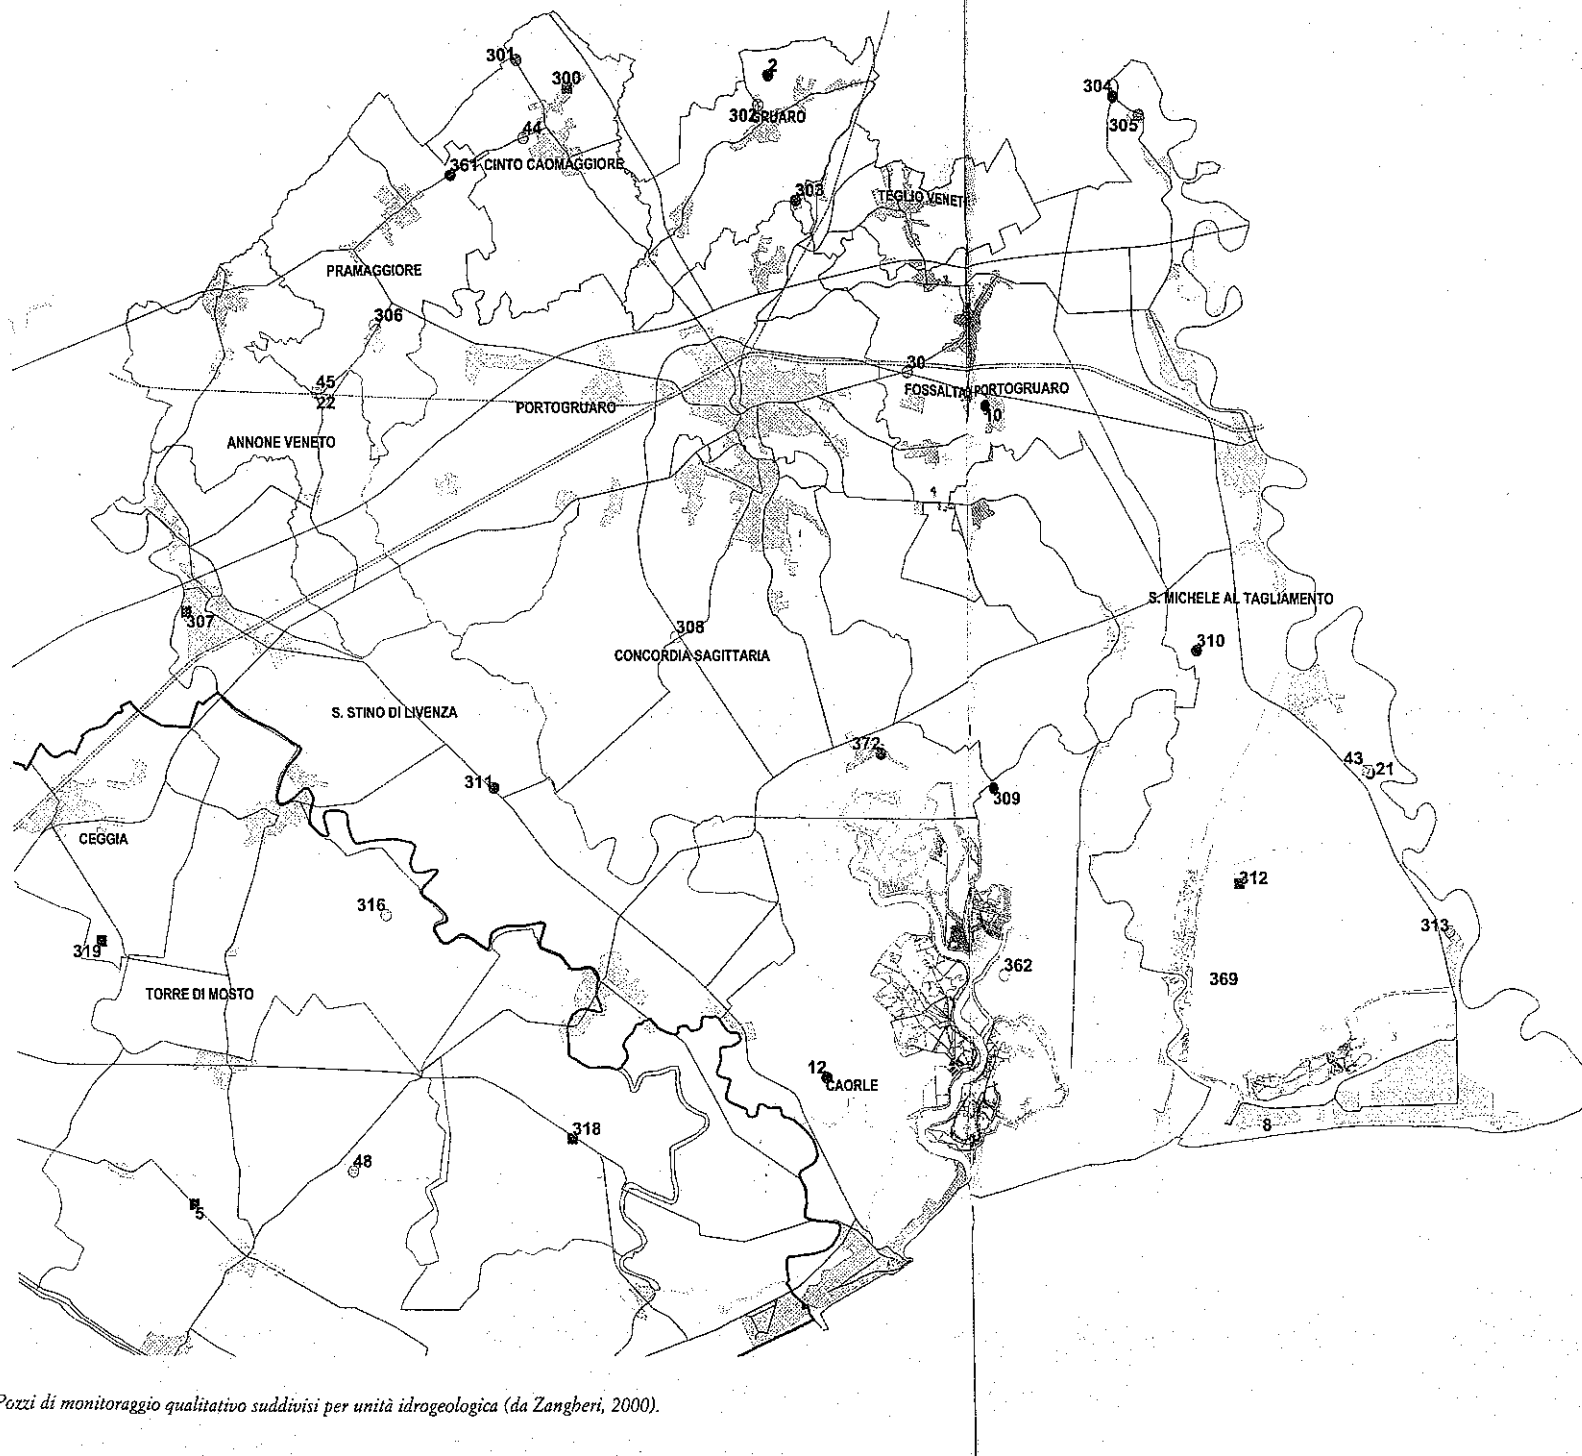 301
300
2
304
302
GRUARO
305
44
361
CINTO CAOMAGGIORE
303
TEGLIO VENET
PRAMAGGIORE
306
30
45
22
FOSSALTA
PORTOGRUARO
PORTOGRUARO
10
ANNONE VENETO
S. MICHELE AL TAGLIAMENTO
307
308
310
CONCORDIA SAGITTARIA
S. STINO DI LIVENZA
372
43
21
311
309
CEGGIA
312
316
313
319
362
369
TORRE DI MOSTO
12
CAORLE
8
318
48
5
Pozzi di monitoraggio qualitativo suddivisi per unità idrogeologica (da Zangheri, 2000).